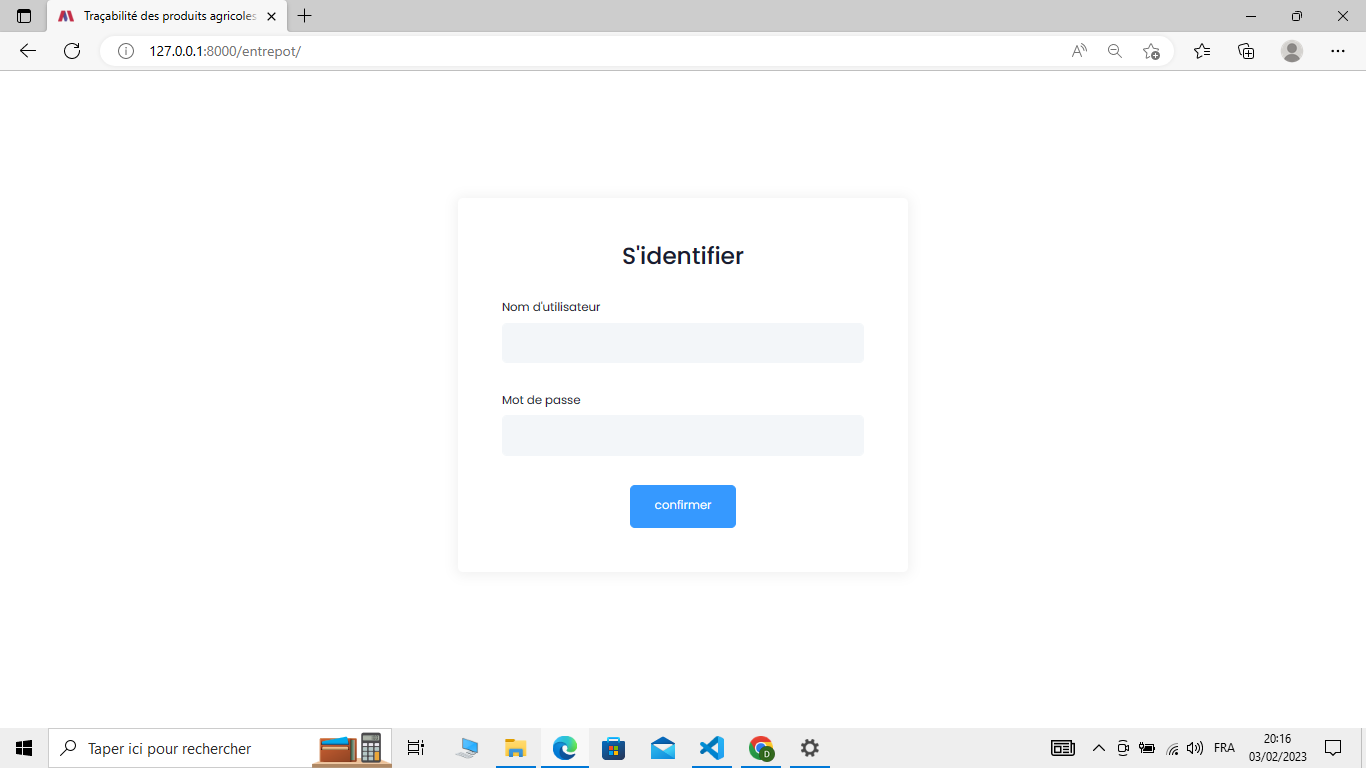 Traçabilité des produits agricoles
127.0.0.1:8000/entrepot/
S'identifier
Nom d'utilisateur
Mot de passe
confirmer
Taper ici pour rechercher
D
FRA
20:16
03/02/2023